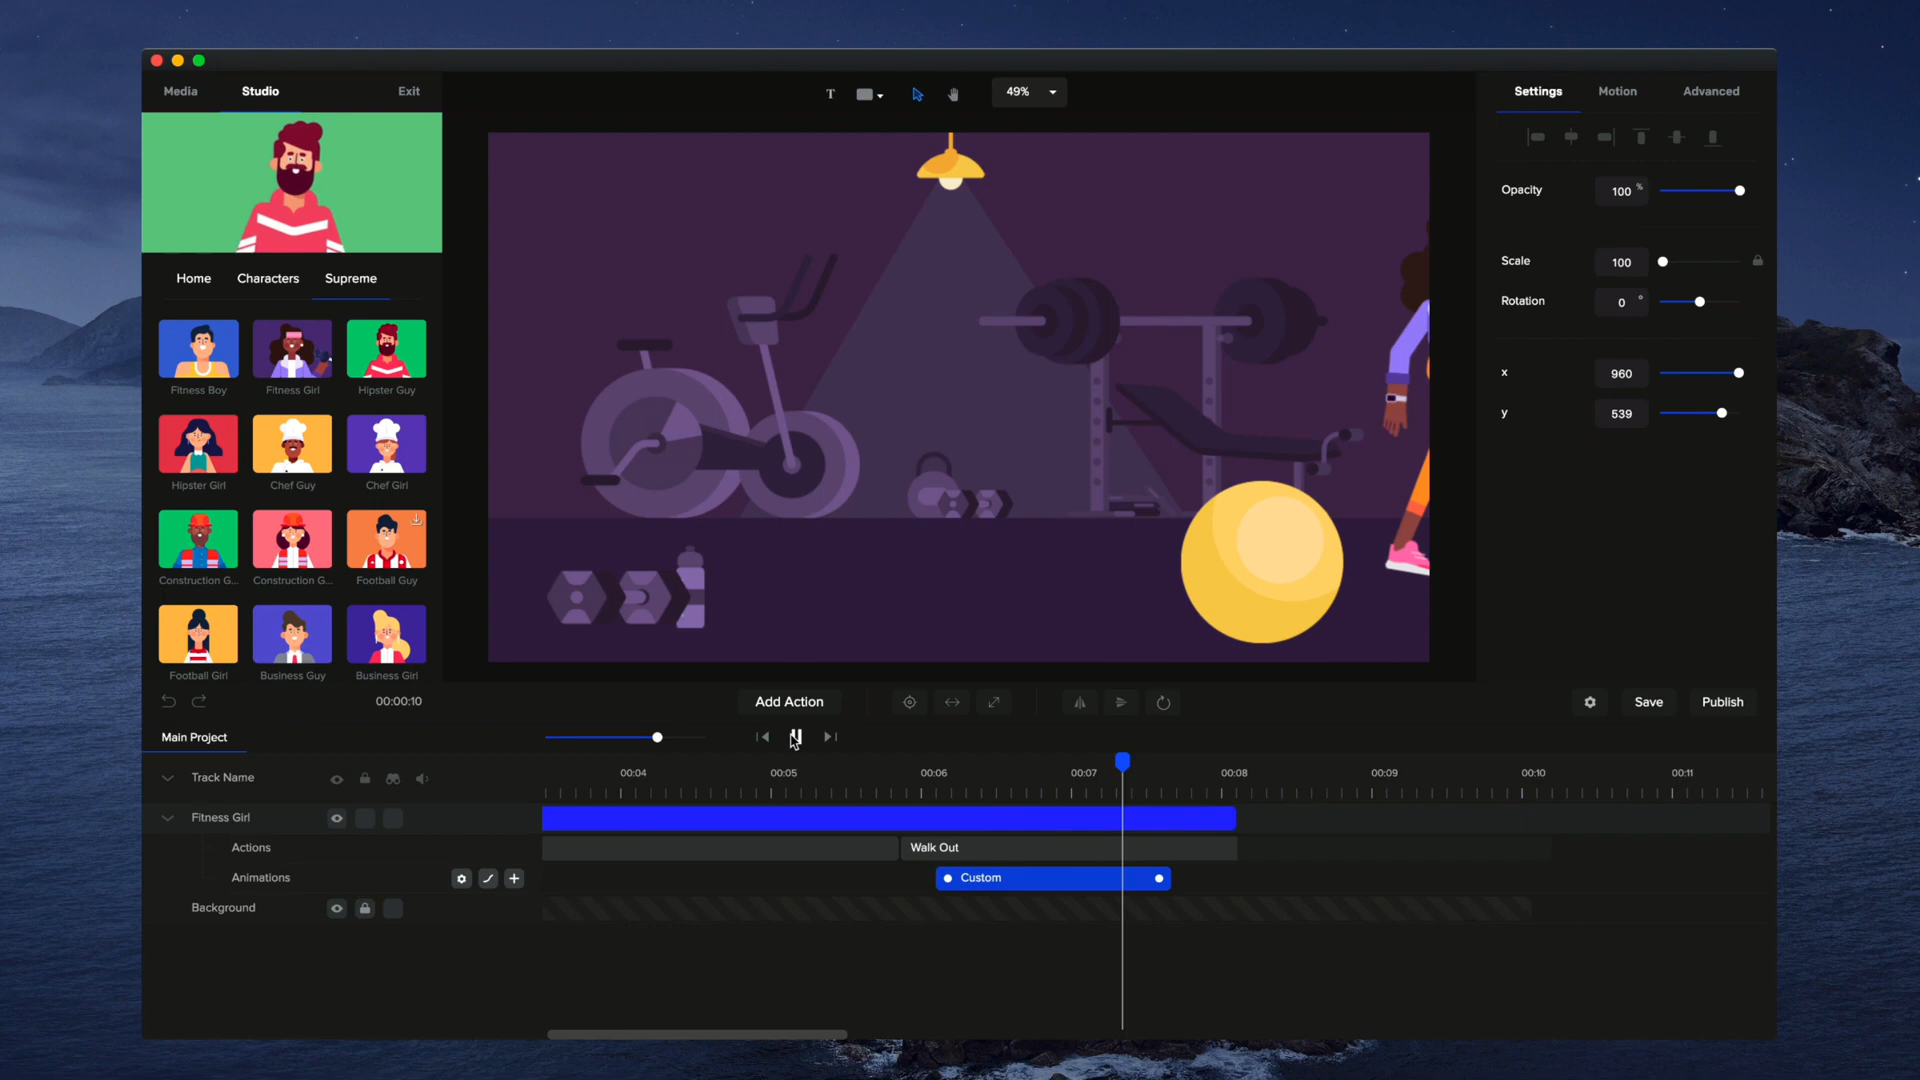 Media Studio Exit
T 49%
Settings Motion Advanced
Opacity 100 %
Scale 100
Rotation 0 °
x 960
y 539
Home Characters Supreme
Fitness Boy Fitness Girl Hipster Guy
Hipster Girl Chef Guy Chef Girl
Construction G... Construction G... Football Guy
Football Girl Business Guy Business Girl
00:00:10 Add Action Save Publish
Main Project
Track Name 00:04 00:05 00:06 00:07 00:08 00:09 00:10 00:11
Fitness Girl
Actions Walk Out
Animations Custom
Background